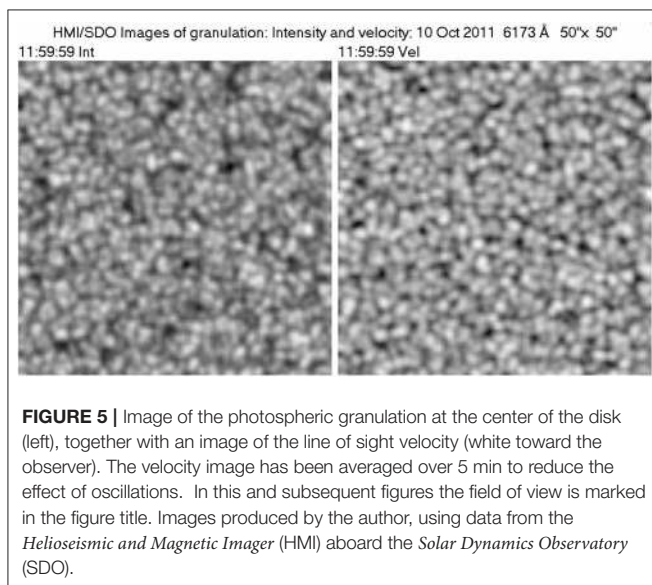 HMI/SDO Images of granulation: Intensity and velocity: 10 Oct 2011 6173 Å 50"x 50"
11:59:59 Int 11:59:59 Vel
FIGURE 5 | Image of the photospheric granulation at the center of the disk
(left), together with an image of the line of sight velocity (white toward the
observer). The velocity image has been averaged over 5 min to reduce the
effect of oscillations. In this and subsequent figures the field of view is marked
in the figure title. Images produced by the author, using data from the
Helioseismic and Magnetic Imager (HMI) aboard the Solar Dynamics Observatory
(SDO).